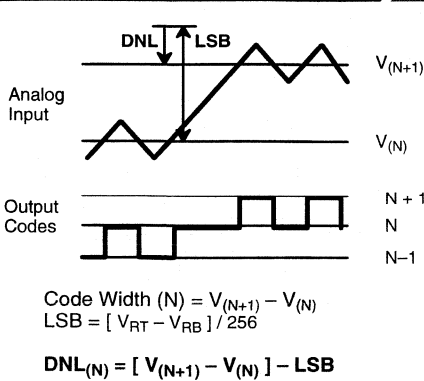 DNL LSB
V(N+1)
Analog
Input
V(N)
N + 1
Output
Codes
N
N–1
Code Width (N) = V(N+1) – V(N)
LSB = [ VRT – VRB ] / 256
DNL(N) = [ V(N+1) – V(N) ] – LSB